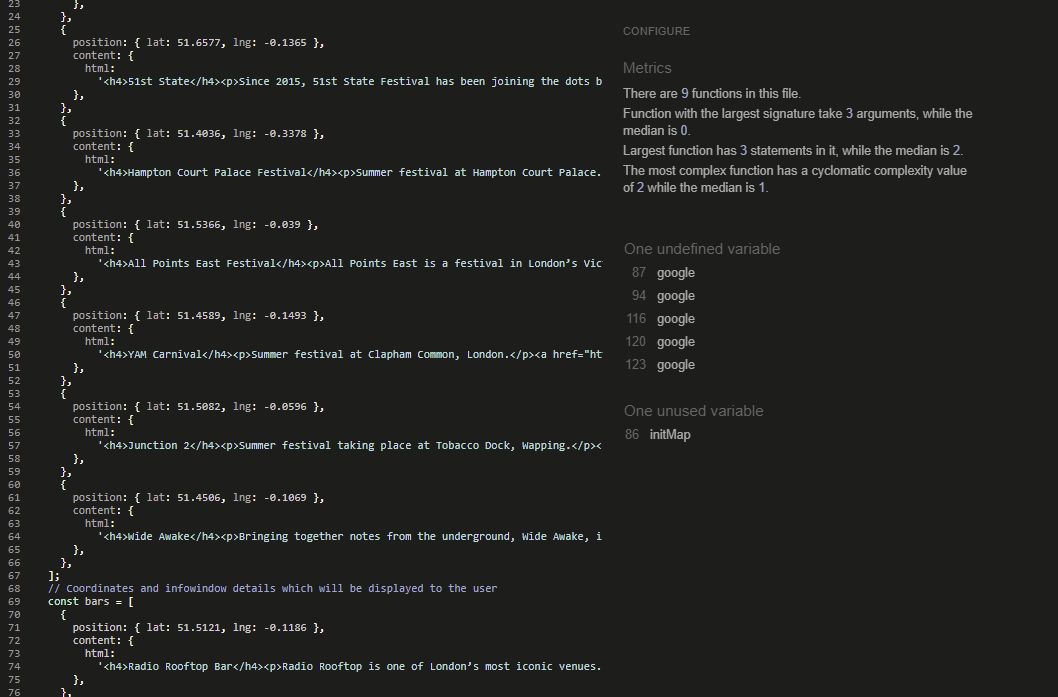 23 },
24 },
25 {
26 position: { lat: 51.6577, lng: -0.1365 },
27 content: {
28 html:
29 '<h4>51st State</h4><p>Since 2015, 51st State Festival has been joining the dots b
30 },
31 },
32 {
33 position: { lat: 51.4036, lng: -0.3378 },
34 content: {
35 html:
36 '<h4>Hampton Court Palace Festival</h4><p>Summer festival at Hampton Court Palace.
37 },
38 },
39 {
40 position: { lat: 51.5366, lng: -0.039 },
41 content: {
42 html:
43 '<h4>All Points East Festival</h4><p>All Points East is a festival in London’s Vic
44 },
45 },
46 {
47 position: { lat: 51.4589, lng: -0.1493 },
48 content: {
49 html:
50 '<h4>YAM Carnival</h4><p>Summer festival at Clapham Common, London.</p><a href="ht
51 },
52 },
53 {
54 position: { lat: 51.5082, lng: -0.0596 },
55 content: {
56 html:
57 '<h4>Junction 2</h4><p>Summer festival taking place at Tobacco Dock, Wapping.</p><
58 },
59 },
60 {
61 position: { lat: 51.4506, lng: -0.1069 },
62 content: {
63 html:
64 '<h4>Wide Awake</h4><p>Bringing together notes from the underground, Wide Awake, i
65 },
66 },
67 ];
68 // Coordinates and infowindow details which will be displayed to the user
69 const bars = [
70 {
71 position: { lat: 51.5121, lng: -0.1186 },
72 content: {
73 html:
74 '<h4>Radio Rooftop Bar</h4><p>Radio Rooftop is one of London’s most iconic venues.
75 },
76 },
CONFIGURE
Metrics
There are 9 functions in this file.
Function with the largest signature take 3 arguments, while the
median is 0.
Largest function has 3 statements in it, while the median is 2.
The most complex function has a cyclomatic complexity value
of 2 while the median is 1.
One undefined variable
87 google
94 google
116 google
120 google
123 google
One unused variable
86 initMap